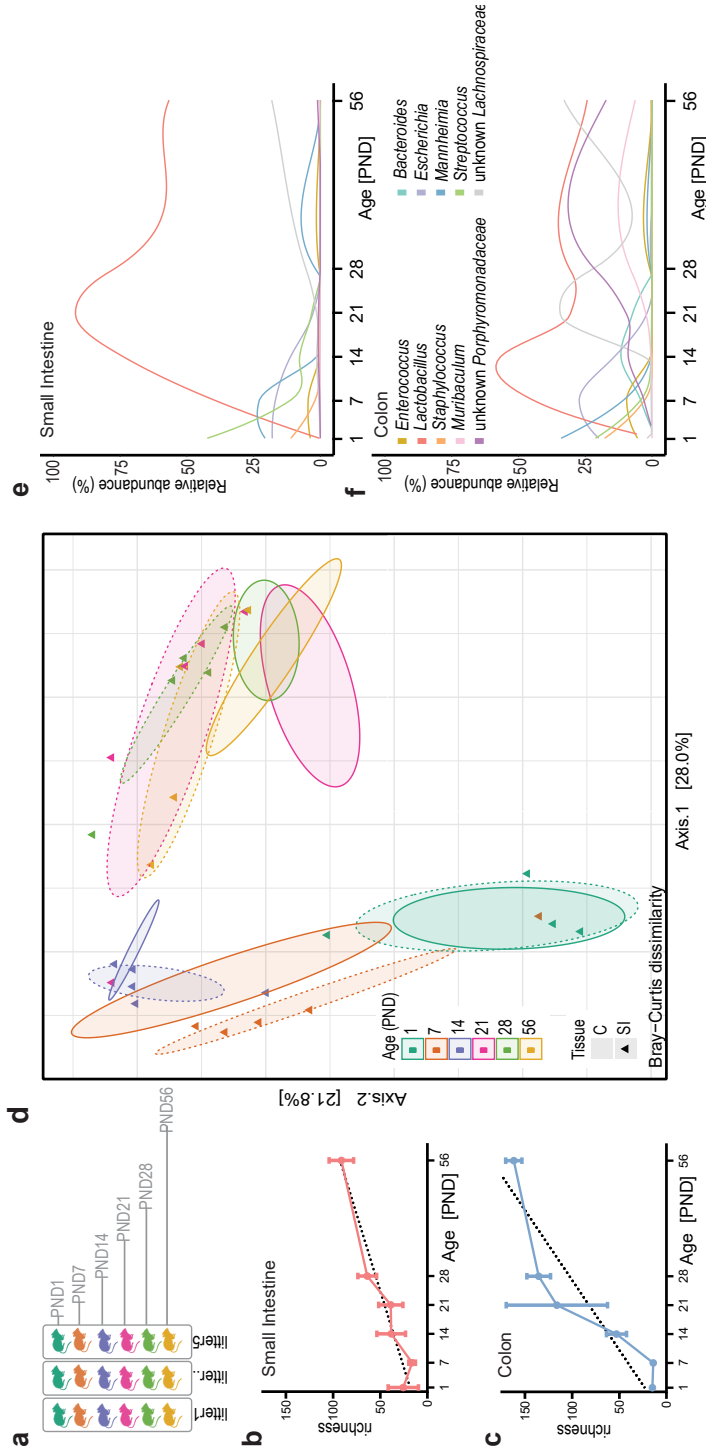 a
litter1
litter..
litter5
PND1
PND7
PND14
PND21
PND28
PND56
b
Small Intestine
richness
150
100
50
0
1 7 14 21 28 56
Age [PND]
c
Colon
richness
150
100
50
0
1 7 14 21 28 56
Age [PND]
d
Axis.2 [21.8%]
Age (PND)
1
7
14
21
28
56
Tissue
C
SI
Bray−Curtis dissimilarity
Axis.1 [28.0%]
e
Small Intestine
Relative abundance (%)
100
75
50
25
0
1 7 14 21 28 56
Age [PND]
f
Colon
Relative abundance (%)
100
75
50
25
0
1 7 14 21 28 56
Age [PND]
Enterococcus
Lactobacillus
Staphylococcus
Muribaculum
unknown Porphyromonadaceae
Bacteroides
Escherichia
Mannheimia
Streptococcus
unknown Lachnospiraceae